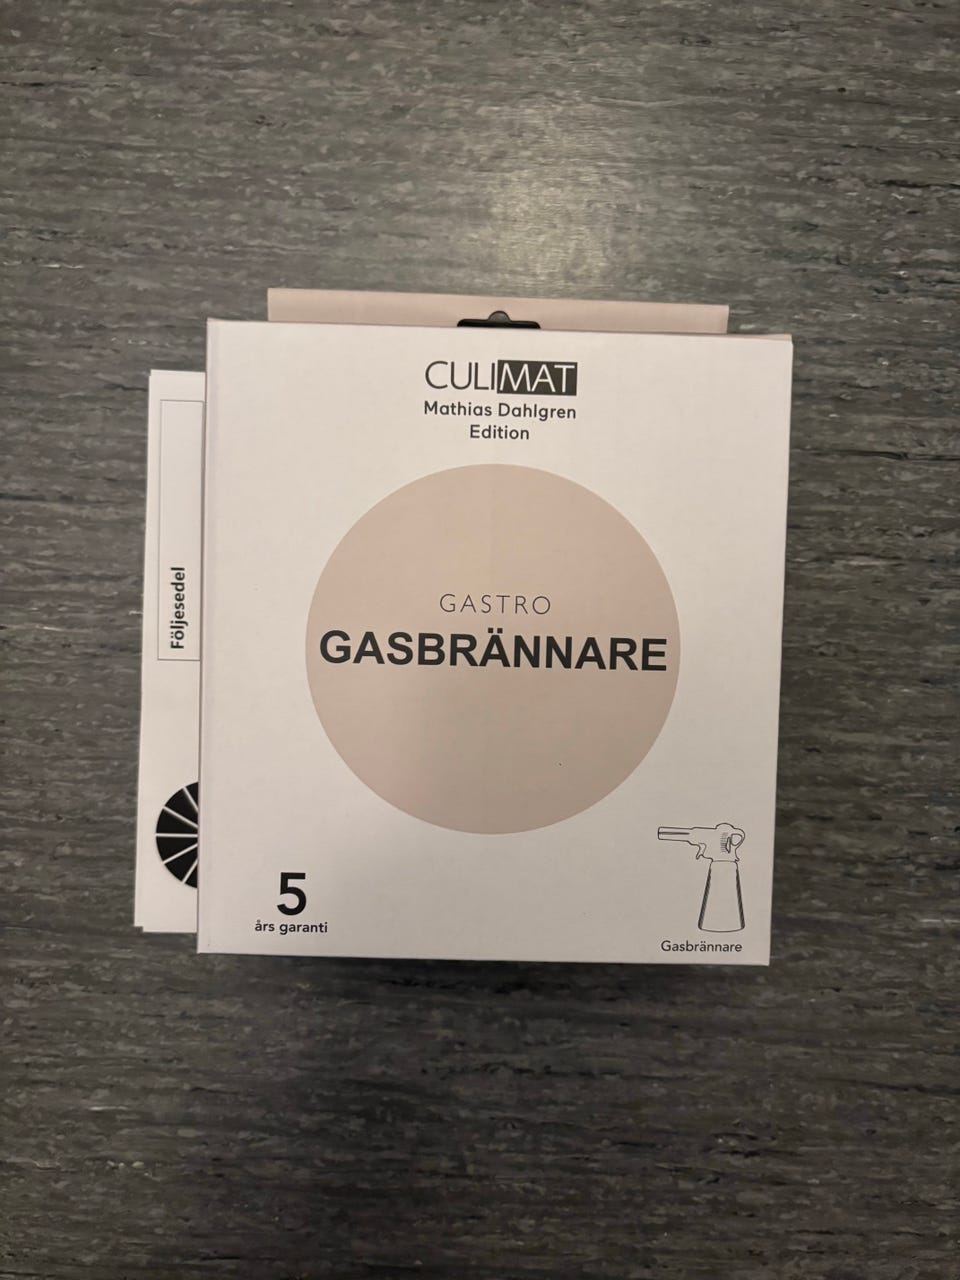 CULIMAT
Mathias Dahlgren
Edition
GASTRO
GASBRÄNNARE
5
års garanti
Gasbrännare
Följesedel